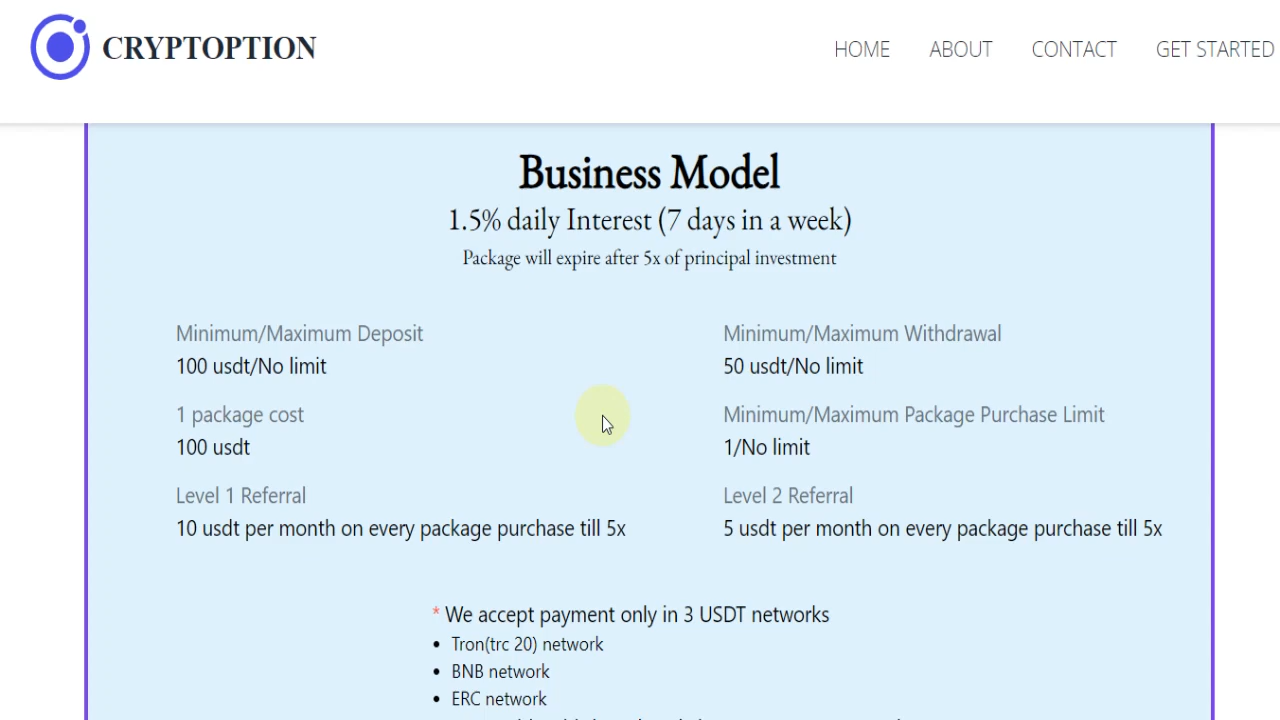 CRYPTOPTION
HOME ABOUT CONTACT GET STARTED
Business Model
1.5% daily Interest (7 days in a week)
Package will expire after 5x of principal investment
Minimum/Maximum Deposit
100 usdt/No limit
Minimum/Maximum Withdrawal
50 usdt/No limit
1 package cost
100 usdt
Minimum/Maximum Package Purchase Limit
1/No limit
Level 1 Referral
10 usdt per month on every package purchase till 5x
Level 2 Referral
5 usdt per month on every package purchase till 5x
* We accept payment only in 3 USDT networks
• Tron(trc 20) network
• BNB network
• ERC network